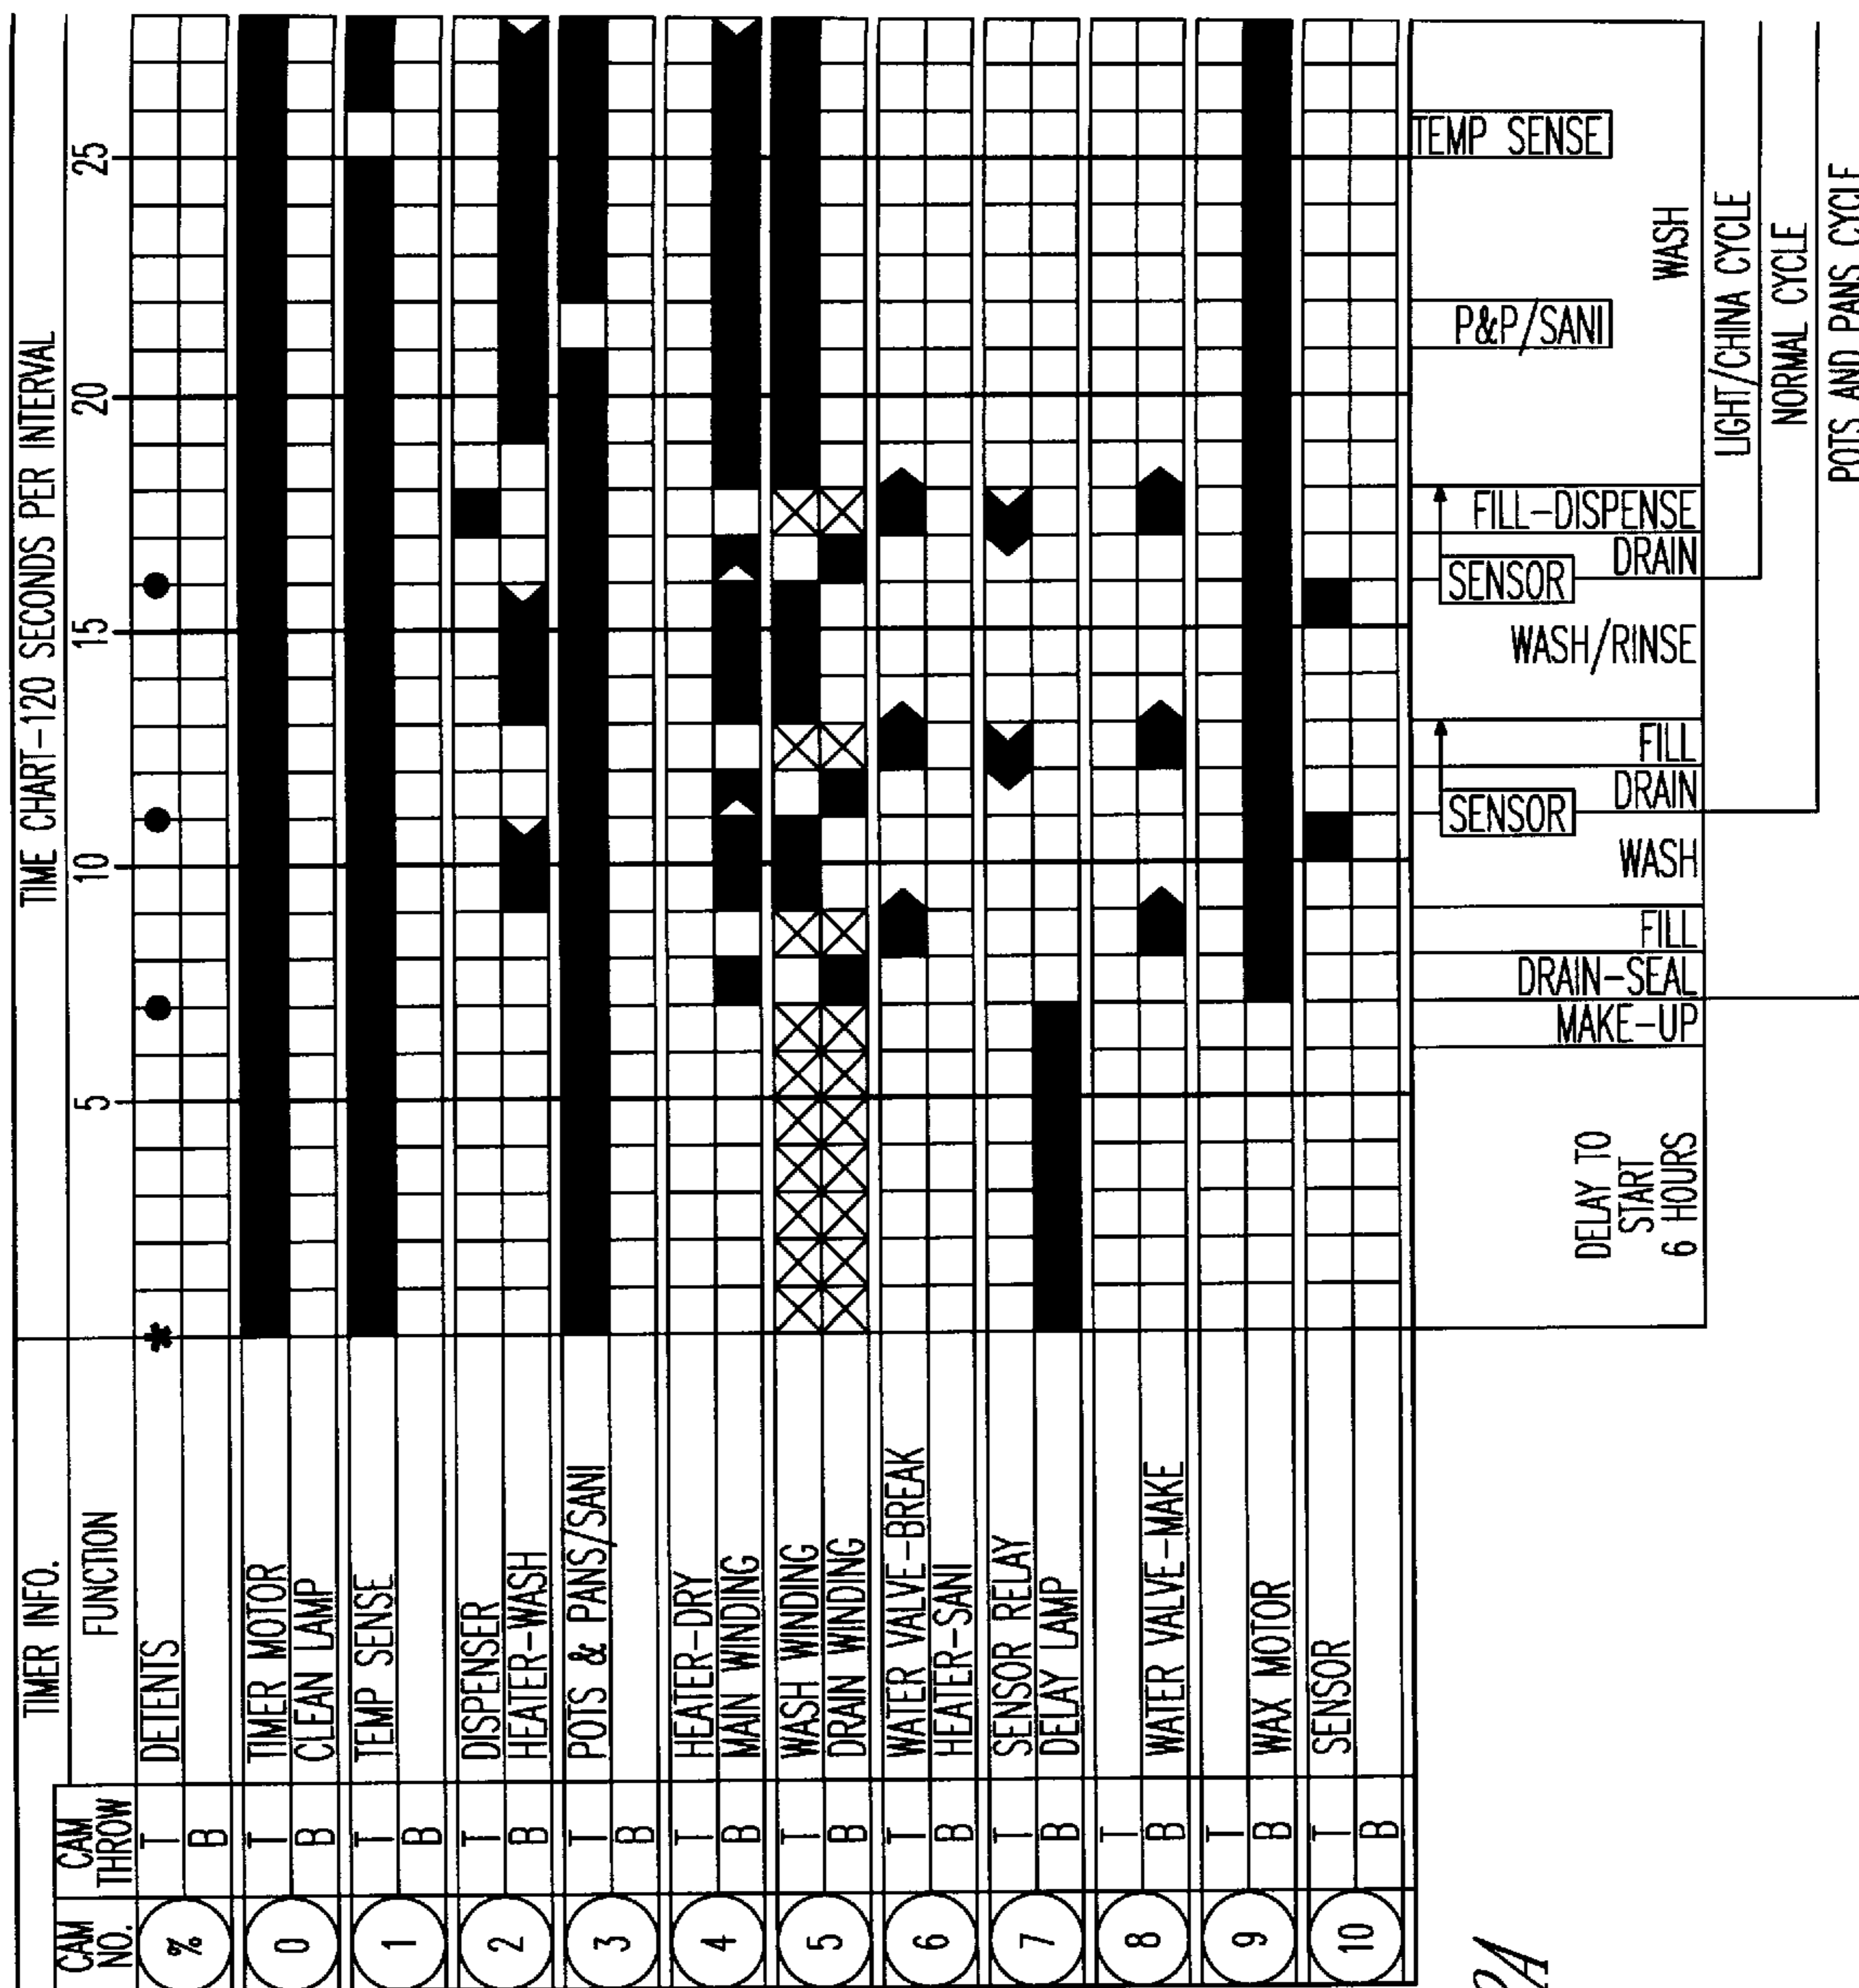 TIMER INFO.
TIME CHART-120 SECONDS PER INTERVAL
CAM NO.
CAM THROW
FUNCTION
5 10 15 20 25
% T DETENTS *
B
0 T TIMER MOTOR
B CLEAN LAMP
1 T TEMP SENSE
B
2 T DISPENSER
B HEATER-WASH
3 T POTS & PANS/SANI
B
4 T HEATER-DRY
B MAIN WINDING
5 T WASH WINDING
B DRAIN WINDING
6 T WATER VALVE-BREAK
B HEATER-SANI
7 T SENSOR RELAY
B DELAY LAMP
8 T
B WATER VALVE-MAKE
9 T
B WAX MOTOR
10 T SENSOR
B
DELAY TO
START
6 HOURS
MAKE-UP
DRAIN-SEAL
FILL
WASH
SENSOR
DRAIN
FILL
WASH/RINSE
SENSOR
DRAIN
FILL-DISPENSE
P&P/SANI
WASH
TEMP SENSE
LIGHT/CHINA CYCLE
NORMAL CYCLE
POTS AND PANS CYCLE